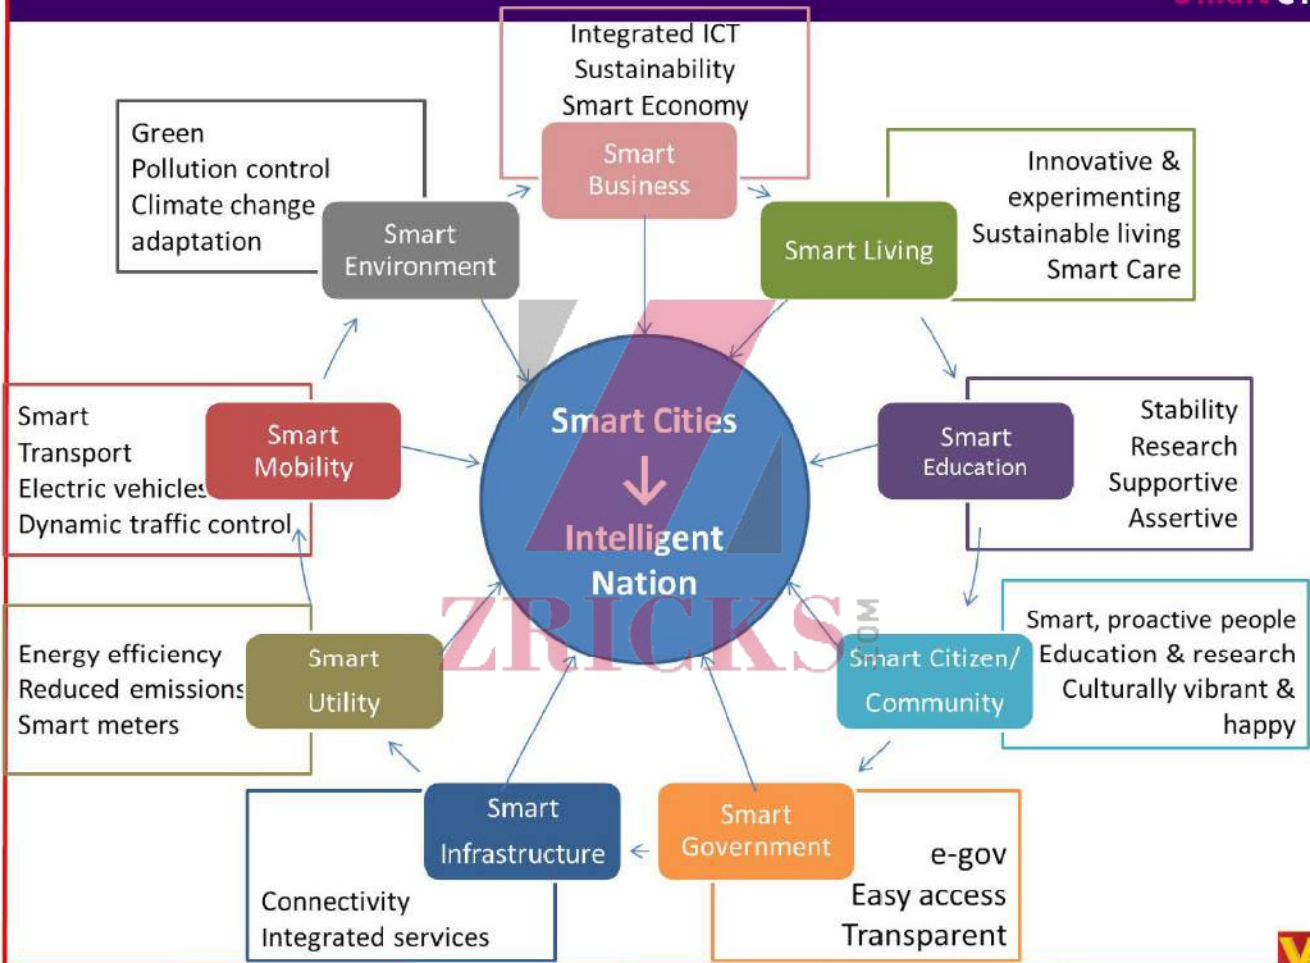 Smart
Integrated ICT
Sustainability
Smart Economy
Smart
Business
Green
Pollution control
Climate change
adaptation
Smart
Environment
Innovative &
experimenting
Sustainable living
Smart Care
Smart Living
Smart
Transport
Electric vehicles
Dynamic traffic control
Smart
Mobility
Smart Cities
Intelligent
Nation
Smart
Education
Stability
Research
Supportive
Assertive
Energy efficiency
Reduced emissions
Smart meters
Smart
Utility
ZRICKS.COM
Smart Citizen/
Community
Smart, proactive people
Education & research
Culturally vibrant &
happy
Smart
Infrastructure
Connectivity
Integrated services
Smart
Government
e-gov
Easy access
Transparent